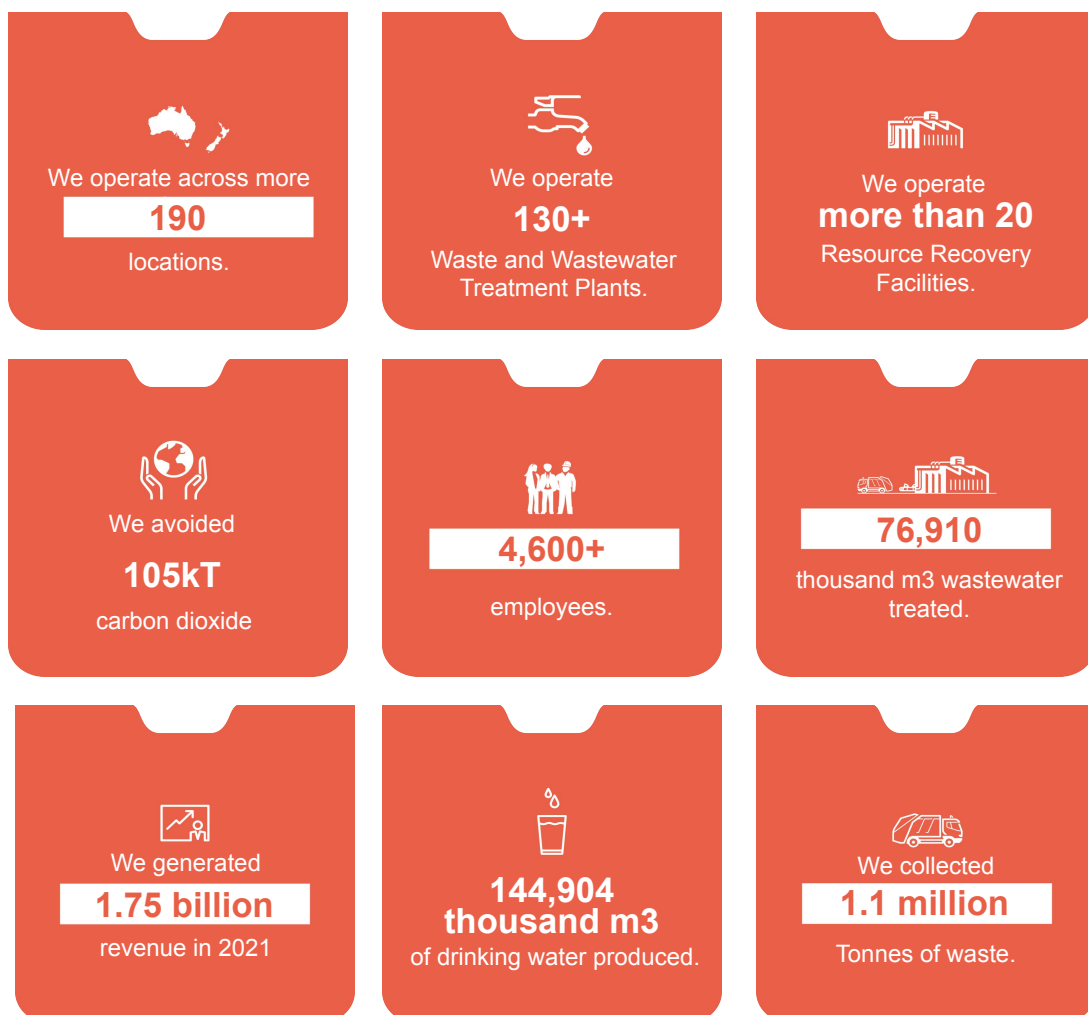 We operate across more
190
locations.
We operate
130+
Waste and Wastewater
Treatment Plants.
We operate
more than 20
Resource Recovery
Facilities.
We avoided
105kT
carbon dioxide
4,600+
employees.
76,910
thousand m3 wastewater
treated.
We generated
1.75 billion
revenue in 2021
144,904
thousand m3
of drinking water produced.
We collected
1.1 million
Tonnes of waste.